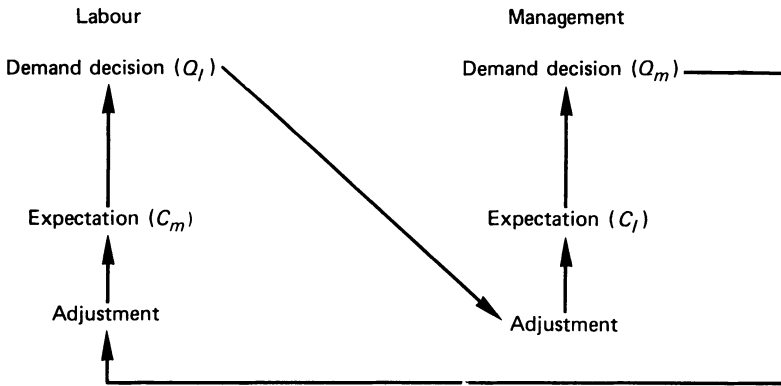 Labour
Management
Demand decision (Q_l)
Demand decision (Q_m)
Expectation (C_m)
Expectation (C_l)
Adjustment
Adjustment